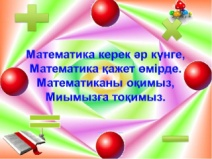 Математика керек әр күнге,
Математика қажет өмірде.
Математиканы оқимыз,
Миымызға тоқимыз.